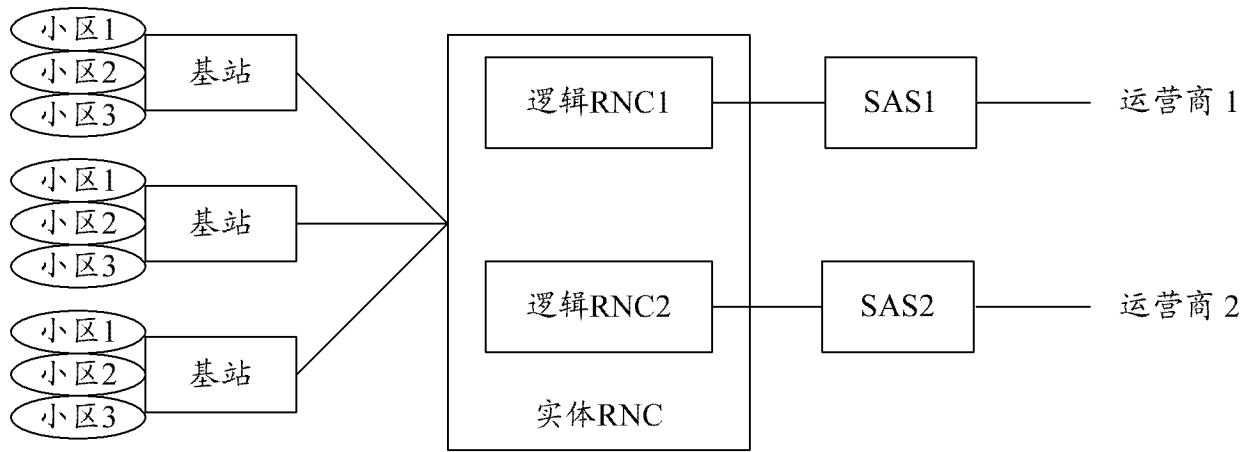 小区1
小区2
小区3
基站
小区1
小区2
小区3
基站
小区1
小区2
小区3
基站
逻辑RNC1
SAS1
运营商 1
逻辑RNC2
SAS2
运营商 2
实体RNC